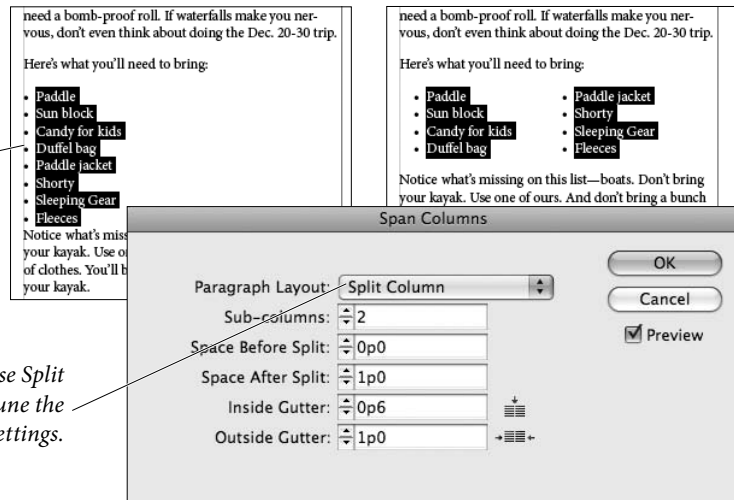 need a bomb-proof roll. If waterfalls make you ner-
vous, don't even think about doing the Dec. 20-30 trip.
Here's what you'll need to bring:
• Paddle
• Sun block
• Candy for kids
• Duffel bag
• Paddle jacket
• Shorty
• Sleeping Gear
• Fleeces
Notice what's miss
your kayak. Use o
of clothes. You'll b
your kayak.
need a bomb-proof roll. If waterfalls make you ner-
vous, don't even think about doing the Dec. 20-30 trip.
Here's what you'll need to bring:
• Paddle
• Sun block
• Candy for kids
• Duffel bag
• Paddle jacket
• Shorty
• Sleeping Gear
• Fleeces
Notice what's missing on this list—boats. Don't bring
your kayak. Use one of ours. And don't bring a bunch
Span Columns
Paragraph Layout: Split Column
Sub-columns: 2
Space Before Split: 0p0
Space After Split: 1p0
Inside Gutter: 0p6
Outside Gutter: 1p0
OK
Cancel
Preview
se Split
une the
ettings.